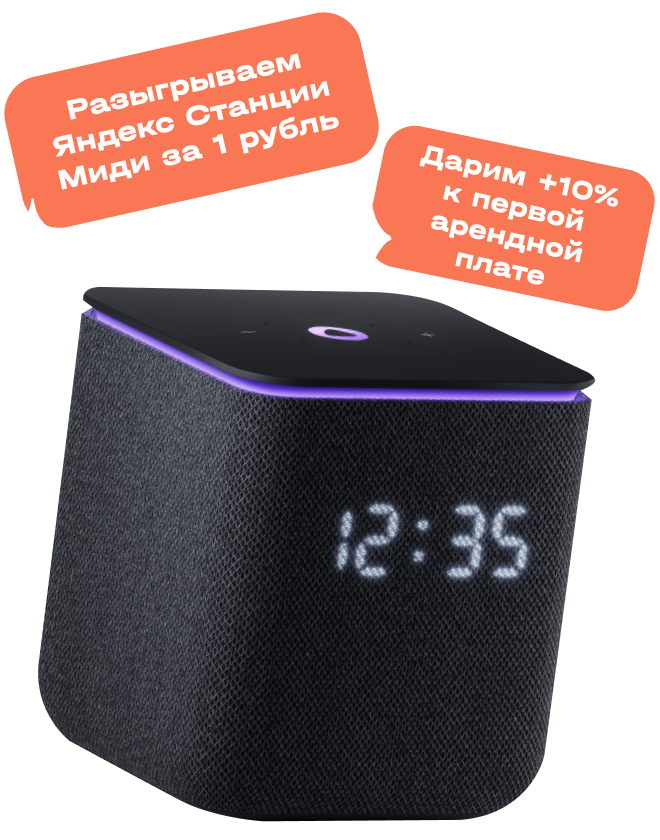 Разыгрываем
Яндекс Станции
Миди за 1 рубль
Дарим +10%
к первой
арендной
плате
12:35